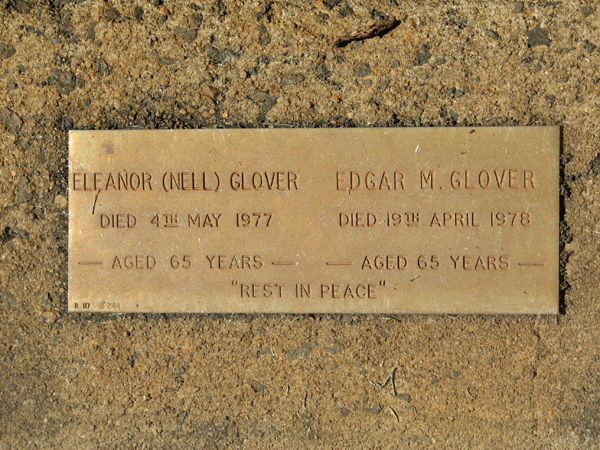 ELEANOR (NELL) GLOVER
DIED 4TH MAY 1977
— AGED 65 YEARS —
EDGAR M. GLOVER
DIED 19TH APRIL 1978
— AGED 65 YEARS —
"REST IN PEACE"